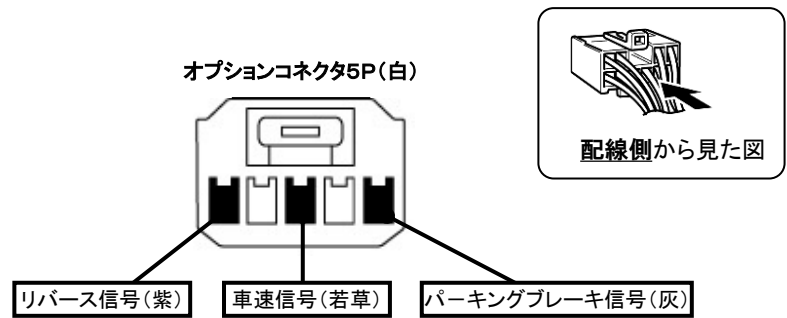 オプションコネクタ5P(白)
配線側から見た図
リバース信号(紫)
車速信号(若草)
パーキングブレーキ信号(灰)